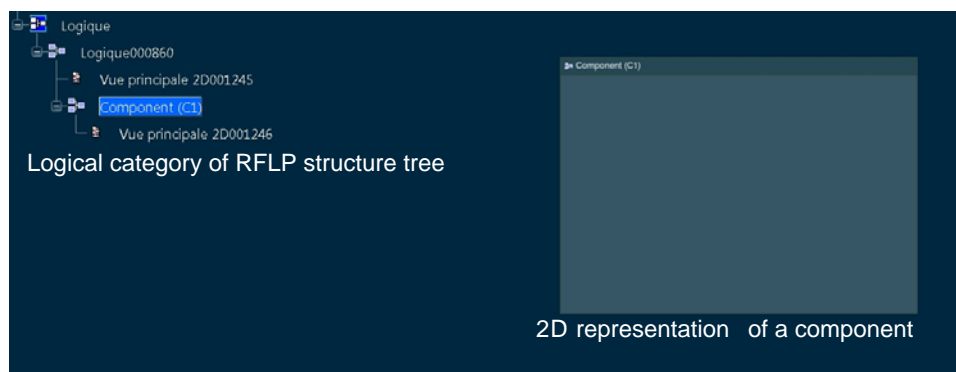 Logique
Logique000860
Vue principale 2D001245
Component (C1)
Vue principale 2D001246
Logical category of RFLP structure tree
Component (C1)
2D representation of a component